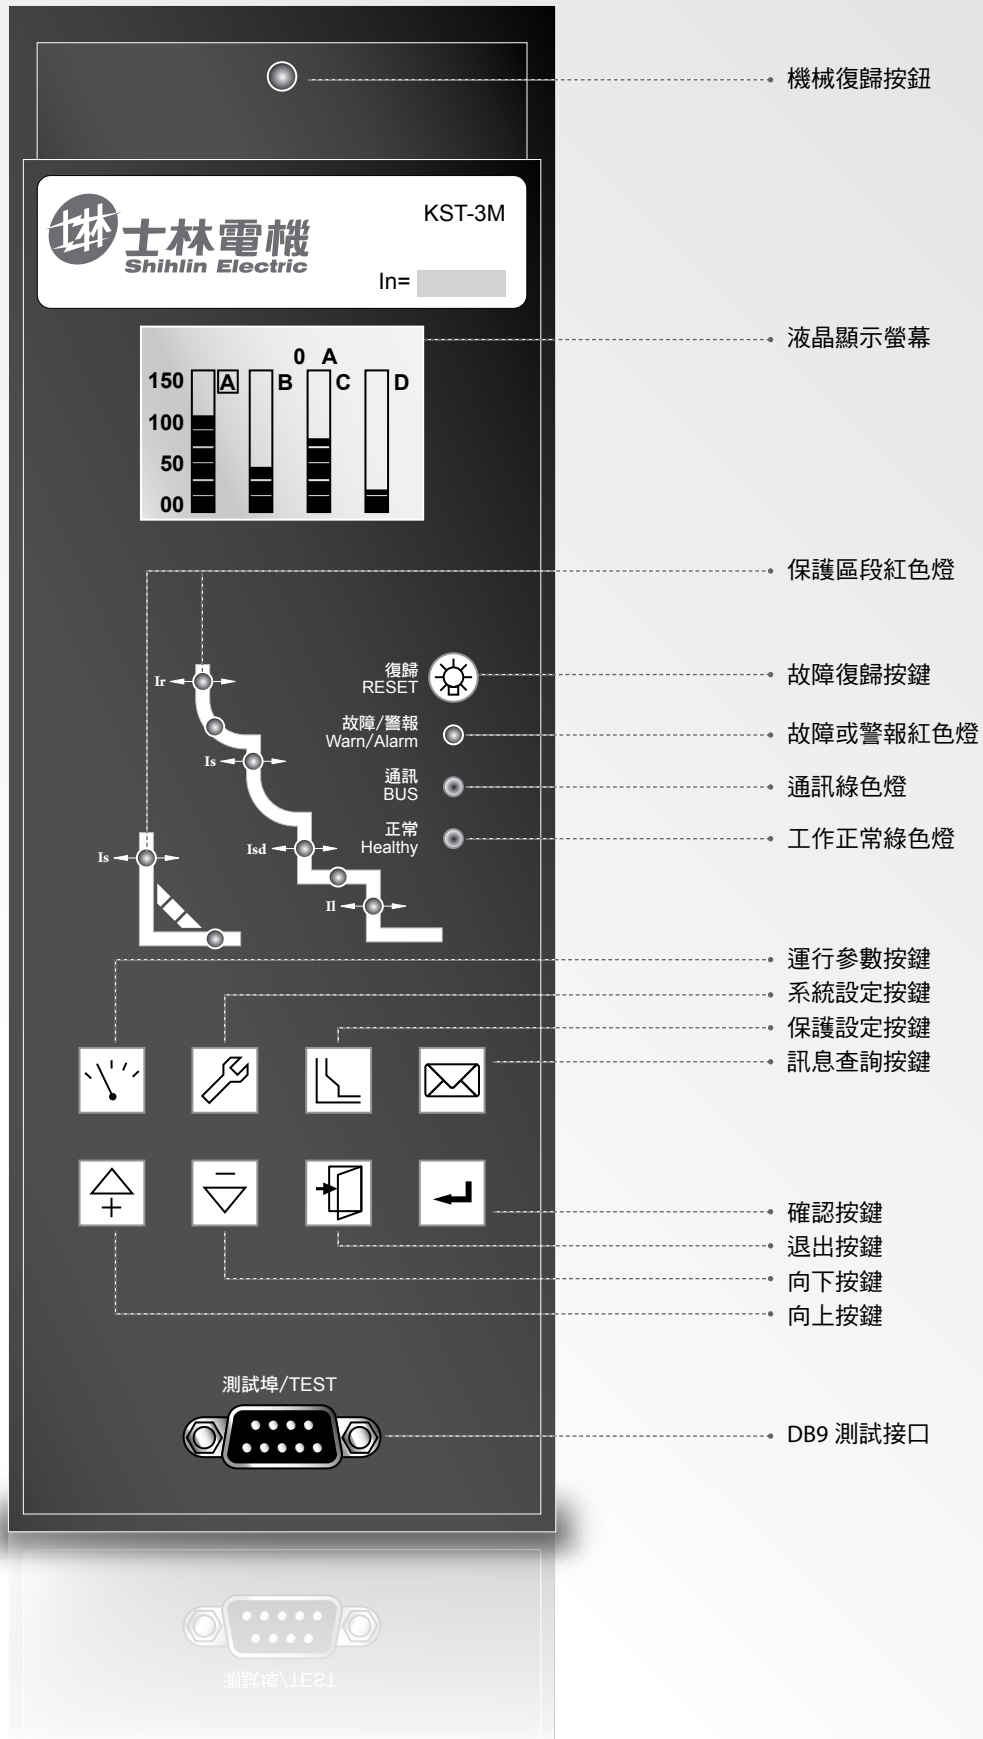 機械復歸按鈕
KST-3M
士林電機
Shihlin Electric
In=
液晶顯示螢幕
0 A
150 A B C D
100
50
00
保護區段紅色燈
復歸
RESET
故障復歸按鍵
Ir
故障/警報
Warn/Alarm
故障或警報紅色燈
Is
通訊
BUS
通訊綠色燈
正常
Healthy
工作正常綠色燈
Isd
Is
Il
運行參數按鍵
系統設定按鍵
保護設定按鍵
訊息查詢按鍵
確認按鍵
退出按鍵
向下按鍵
向上按鍵
測試埠/TEST
DB9 測試接口